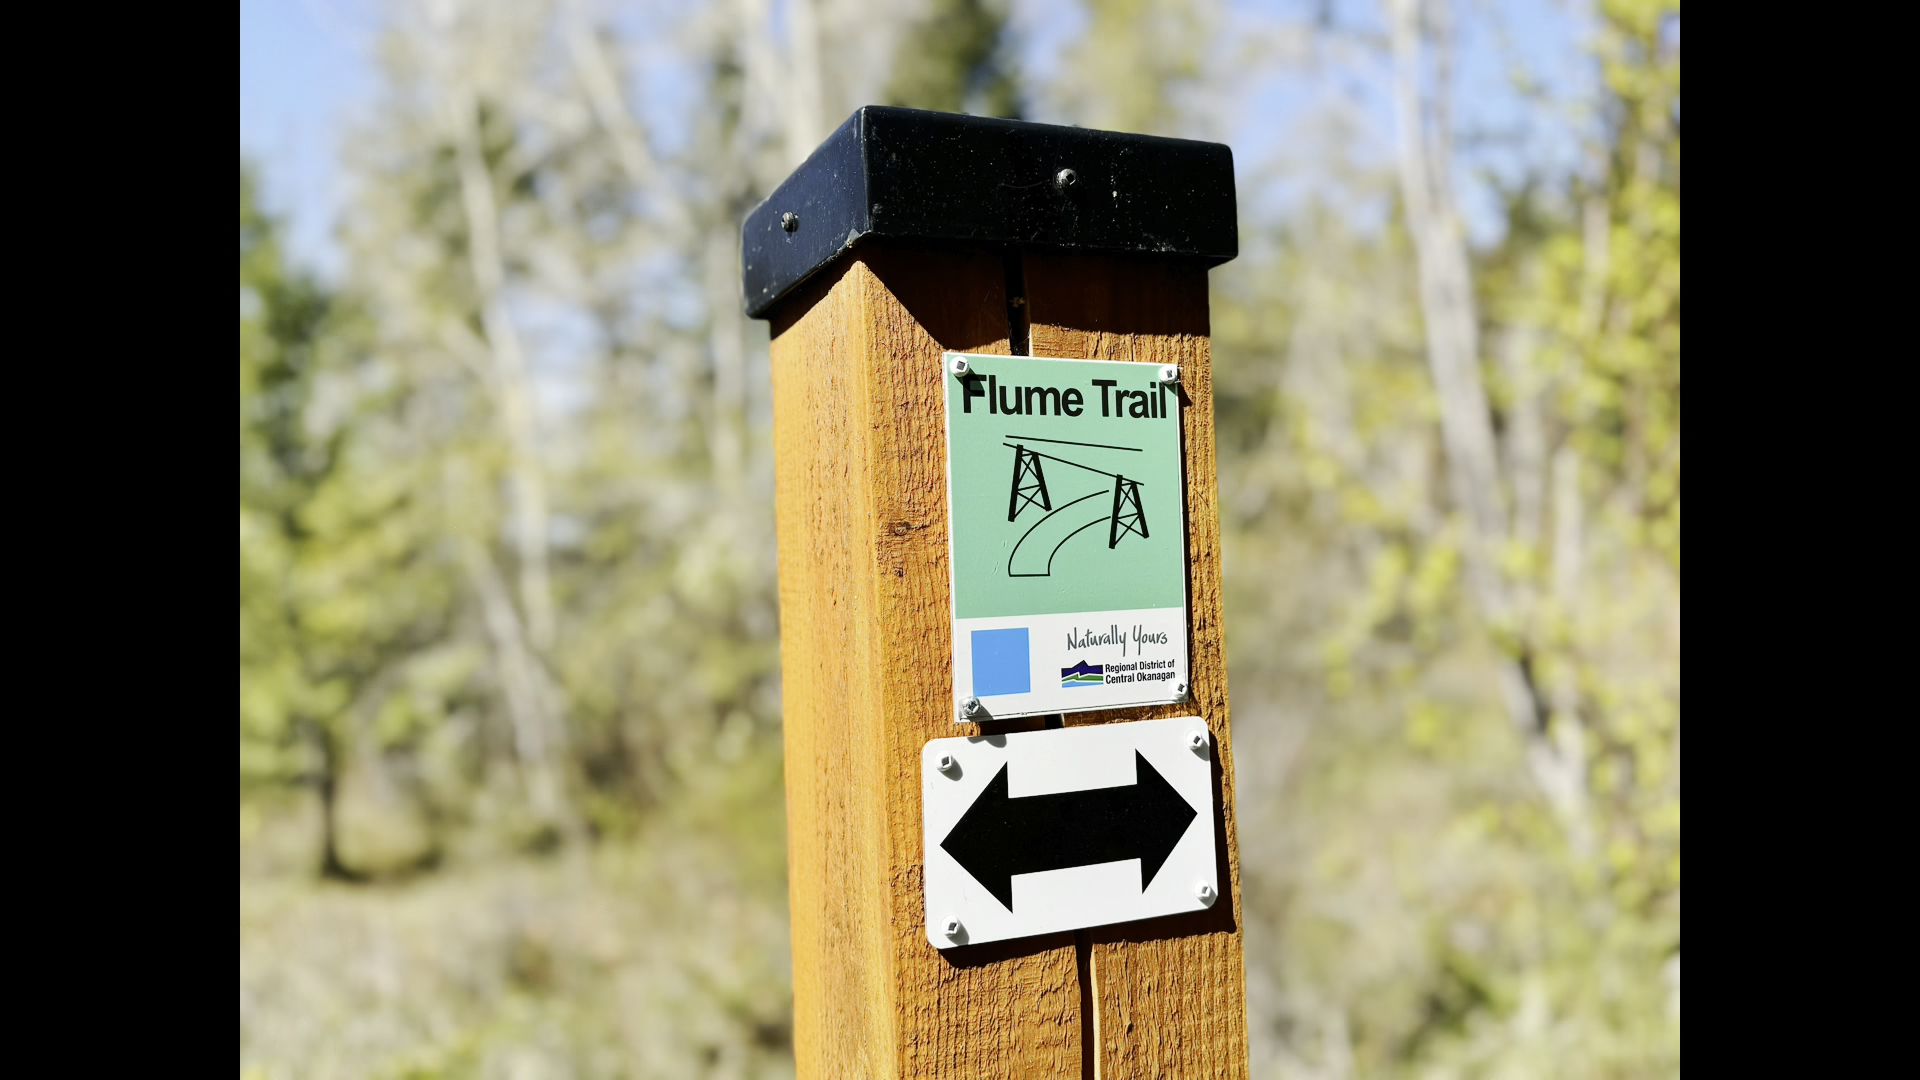 Flume Trail
Naturally Yours
Regional District of
Central Okanagan